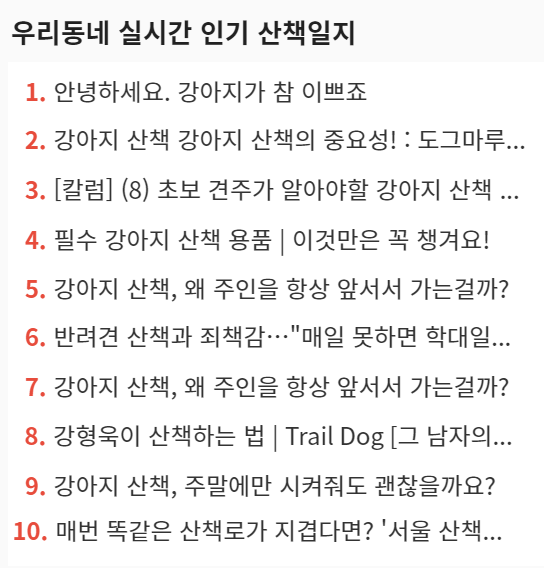 우리동네 실시간 인기 산책일지
1. 안녕하세요. 강아지가 참 이쁘죠
2. 강아지 산책 강아지 산책의 중요성! : 도그마루...
3. [칼럼] (8) 초보 견주가 알아야할 강아지 산책 ...
4. 필수 강아지 산책 용품 | 이것만은 꼭 챙겨요!
5. 강아지 산책, 왜 주인을 항상 앞서서 가는걸까?
6. 반려견 산책과 죄책감…"매일 못하면 학대일...
7. 강아지 산책, 왜 주인을 항상 앞서서 가는걸까?
8. 강형욱이 산책하는 법 | Trail Dog [그 남자의...
9. 강아지 산책, 주말에만 시켜줘도 괜찮을까요?
10. 매번 똑같은 산책로가 지겹다면? '서울 산책...